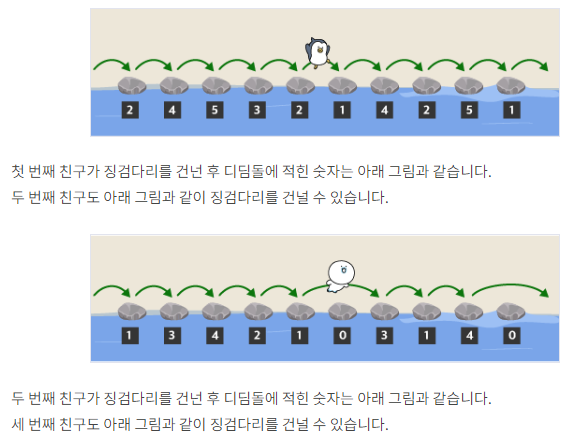 2 4 5 3 2 1 4 2 5 1
첫 번째 친구가 징검다리를 건넌 후 디딤돌에 적힌 숫자는 아래 그림과 같습니다.
두 번째 친구도 아래 그림과 같이 징검다리를 건널 수 있습니다.
1 3 4 2 1 0 3 1 4 0
두 번째 친구가 징검다리를 건넌 후 디딤돌에 적힌 숫자는 아래 그림과 같습니다.
세 번째 친구도 아래 그림과 같이 징검다리를 건널 수 있습니다.